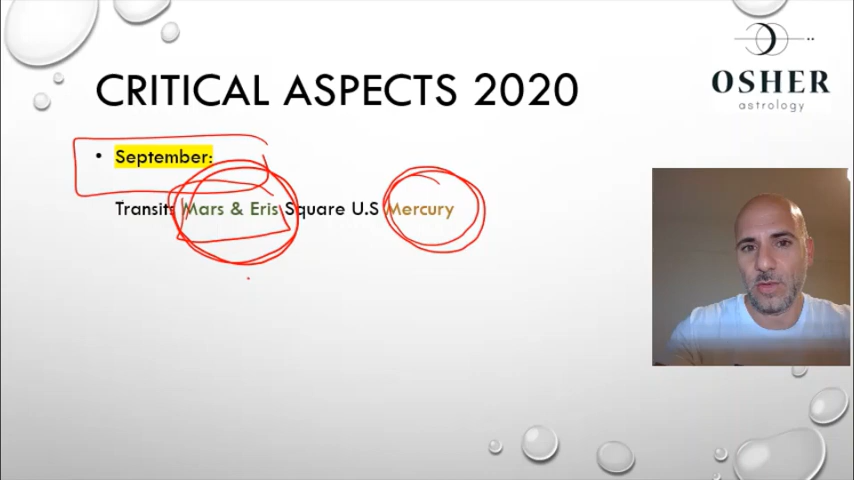 CRITICAL ASPECTS 2020
OSHER
astrology
• September:
Transits Mars & Eris Square U.S Mercury